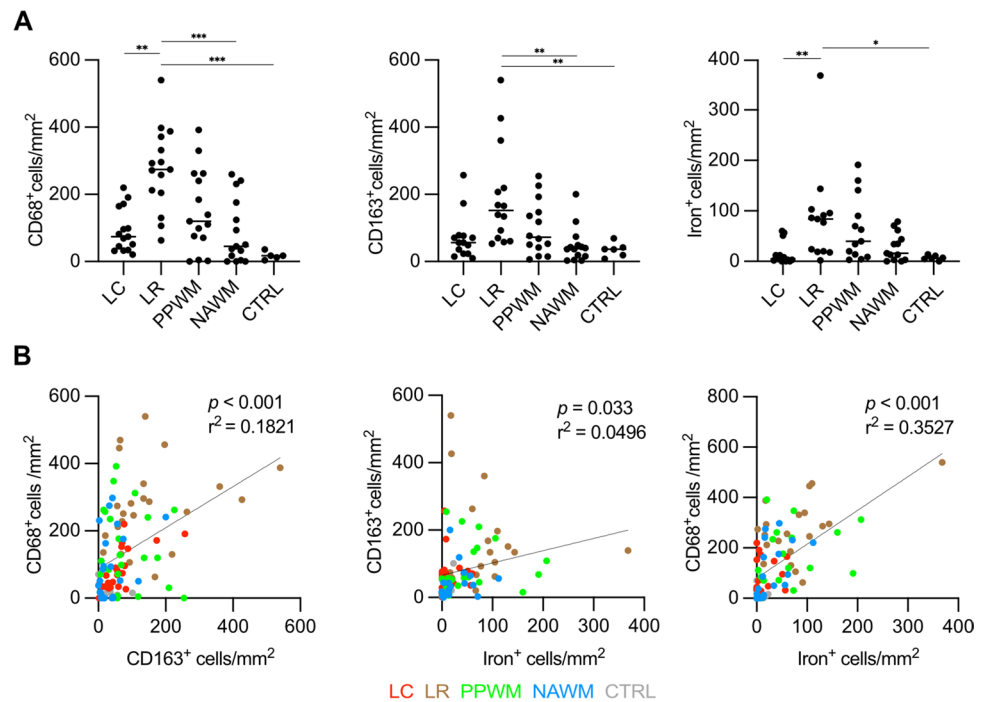 A
CD68+cells/mm2
600
400
200
0
**
***
***
LC
LR
PPWM
NAWM
CTRL
CD163+cells/mm2
600
400
200
0
**
**
LC
LR
PPWM
NAWM
CTRL
Iron+cells/mm2
400
300
200
100
0
**
*
LC
LR
PPWM
NAWM
CTRL
B
CD68+cells /mm2
600
400
200
0
p < 0.001
r2 = 0.1821
0 200 400 600
CD163+ cells/mm2
CD163+cells/mm2
600
400
200
0
p = 0.033
r2 = 0.0496
0 100 200 300 400
Iron+ cells/mm2
CD68+cells/mm2
800
600
400
200
0
p < 0.001
r2 = 0.3527
0 100 200 300 400
Iron+ cells/mm2
LC LR PPWM NAWM CTRL